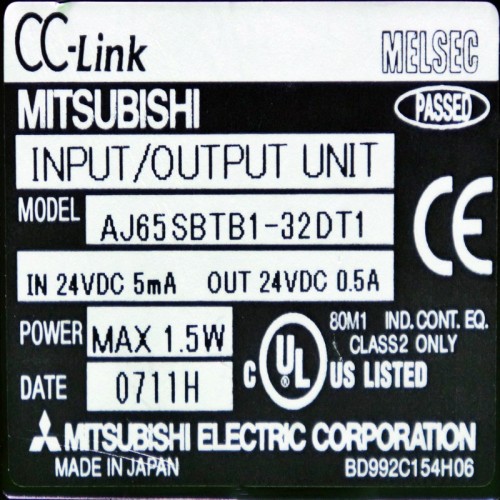 CC-Link MELSEC
MITSUBISHI PASSED
INPUT/OUTPUT UNIT
MODEL AJ65SBTB1-32DT1 CE
IN 24VDC 5mA OUT 24VDC 0.5A
80M1 IND.CONT. EQ.
POWER MAX 1.5W CLASS2 ONLY
C UL ® US LISTED
DATE 0711H
MITSUBISHI ELECTRIC CORPORATION
MADE IN JAPAN BD992C154H06